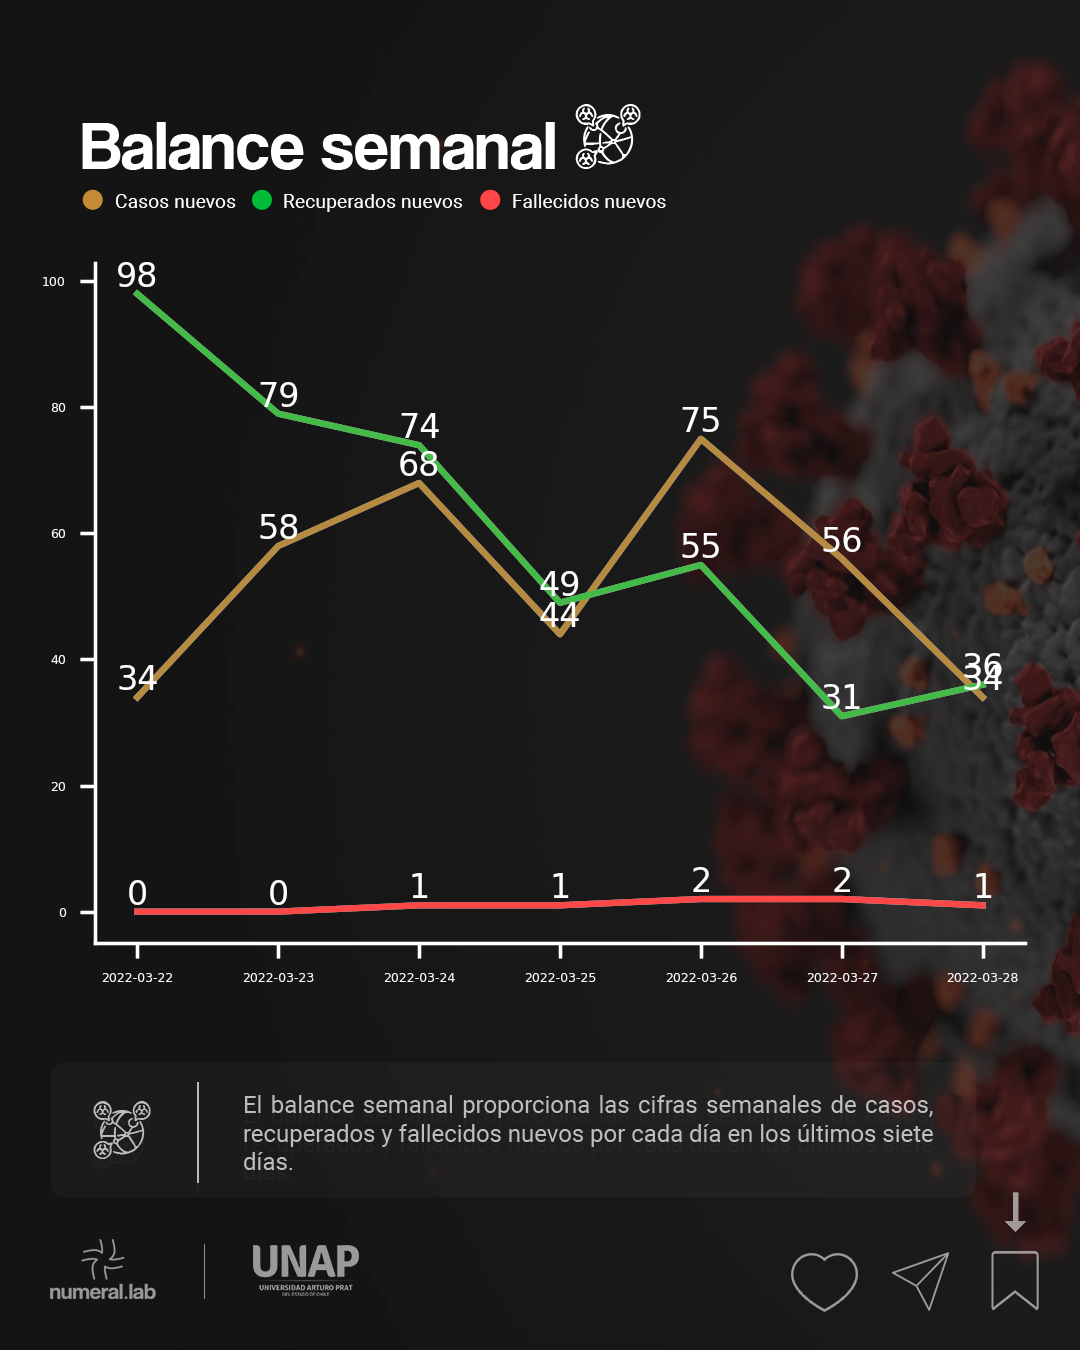 Balance semanal
Casos nuevos Recuperados nuevos Fallecidos nuevos
100
98
80
79
74
68
75
60
58
49
44
55
56
40
34
31
36
34
20
0
0
0
1
1
2
2
1
2022-03-22 2022-03-23 2022-03-24 2022-03-25 2022-03-26 2022-03-27 2022-03-28
El balance semanal proporciona las cifras semanales de casos,
recuperados y fallecidos nuevos por cada día en los últimos siete
días.
numeral.lab
UNAP
UNIVERSIDAD ARTURO PRAT
DEL ESTADO DE CHILE